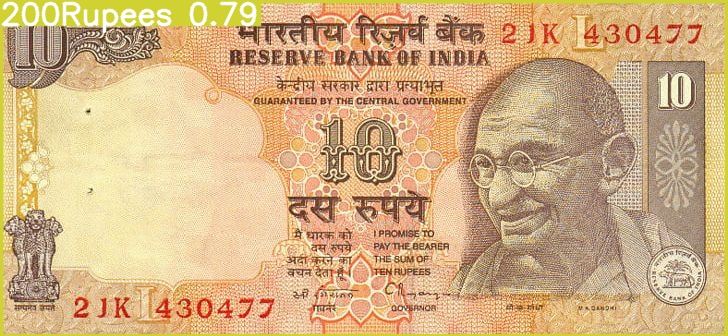 200Rupees 0.79
भारतीय रिज़र्व बैंक
2JK L 430477
RESERVE BANK OF INDIA
केन्द्रीय सरकार द्वारा प्रत्याभूत
GUARANTEED BY THE CENTRAL GOVERNMENT
10
10
10
दस रुपये
मैं धारक को
दस रुपये
अदा करने का
वचन देता हूँ
I PROMISE TO
PAY THE BEARER
THE SUM OF
TEN RUPEES
गवर्नर
GOVERNOR
2JK L 430477
सत्यमेव जयते
M K GANDHI
भारतीय रिज़र्व बैंक
RESERVE BANK OF INDIA